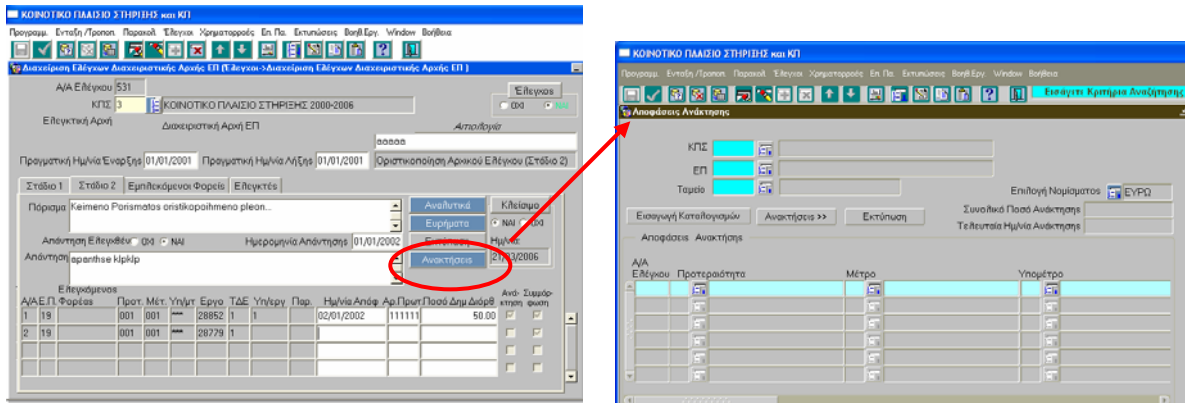 ΚΟΙΝΟΤΙΚΟ ΠΛΑΙΣΙΟ ΣΤΗΡΙΞΗΣ και ΚΠ
Προγραμμ. Ενταξη /Τροποπ. Παρακολ. Έλεγχοι Χρηματορροές Επ. Πα. Εκτυπώσεις Βοηθ.Εργ. Window Βοήθεια
Διαχείριση Ελέγχων Διαχειριστικής Αρχής ΕΠ (Έλεγχοι->Διαχείριση Ελέγχων Διαχειριστικής Αρχής ΕΠ )
Α/Α Ελέγχου 531
Έλεγχος
ΚΠΣ 3 ΚΟΙΝΟΤΙΚΟ ΠΛΑΙΣΙΟ ΣΤΗΡΙΞΗΣ 2000-2006
ΟΧΙ ΝΑΙ
Ελεγκτική Αρχή Διαχειριστική Αρχή ΕΠ Αιτιολογία
ααααα
Πραγματική Ημ/νία Έναρξης 01/01/2001 Πραγματική Ημ/νία Λήξης 01/01/2001 Οριστικοποίηση Αρχικού Ελέγχου (Στάδιο 2)
Στάδιο 1 Στάδιο 2 Εμπλεκόμενοι Φορείς Ελεγκτές
Πόρισμα Keimeno Porismatos oristikopoihmeno pleon... Αναλυτικά Κλείσιμο
Ευρήματα ΝΑΙ ΟΧΙ
Απάντηση Ελεγχθέν ΟΧΙ ΝΑΙ Ημερομηνία Απάντησης 01/01/2002 Εκτύπωση Ημ/νία:
Απάντηση apanthse klpklp Ανακτήσεις 21/03/2006
Ελεγχόμενος Ανά- Συμμόρ-
Α/Α Ε.Π. Φορέας Προτ. Μέτ. Υπ/μτ Εργο ΤΔΕ Υπ/εργ Παρ. Ημ/νία Απόφ Αρ.Πρωτ Ποσό Δημ Διόρθ κτηση φωση
1 19 001 001 *** 28852 1 1 02/01/2002 111111 50.00
2 19 001 001 *** 28779 1
ΚΟΙΝΟΤΙΚΟ ΠΛΑΙΣΙΟ ΣΤΗΡΙΞΗΣ και ΚΠ
Προγραμμ. Ενταξη /Τροποπ. Παρακολ. Έλεγχοι Χρηματορροές Επ. Πα. Εκτυπώσεις Βοηθ.Εργ. Window Βοήθεια
Εισάγετε Κριτήρια Αναζήτησης
Αποφάσεις Ανάκτησης
ΚΠΣ
ΕΠ
Ταμείο Επιλογή Νομίσματος ΕΥΡΩ
Εισαγωγή Καταλογισμών Ανακτήσεις >> Εκτύπωση Συνολικό Ποσό Ανάκτησης
Τελευταία Ημ/νία Ανάκτησης
Αποφάσεις Ανακτήσης
Α/Α
Ελέγχου Προτεραιότητα Μέτρο Υπομέτρο